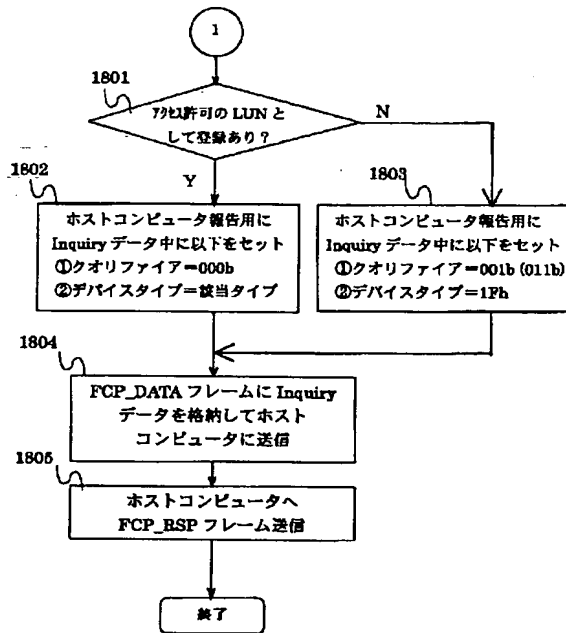 1
1801
アクセス許可の LUN と
して登録あり?
N
Y
1802
ホストコンピュータ報告用に
Inquiry データ中に以下をセット
①クオリファイア=000b
②デバイスタイプ=該当タイプ
1803
ホストコンピュータ報告用に
Inquiry データ中に以下をセット
①クオリファイア=001b (011b)
②デバイスタイプ=1Fh
1804
FCP_DATA フレームに Inquiry
データを格納してホスト
コンピュータに送信
1805
ホストコンピュータへ
FCP_RSP フレーム送信
終了